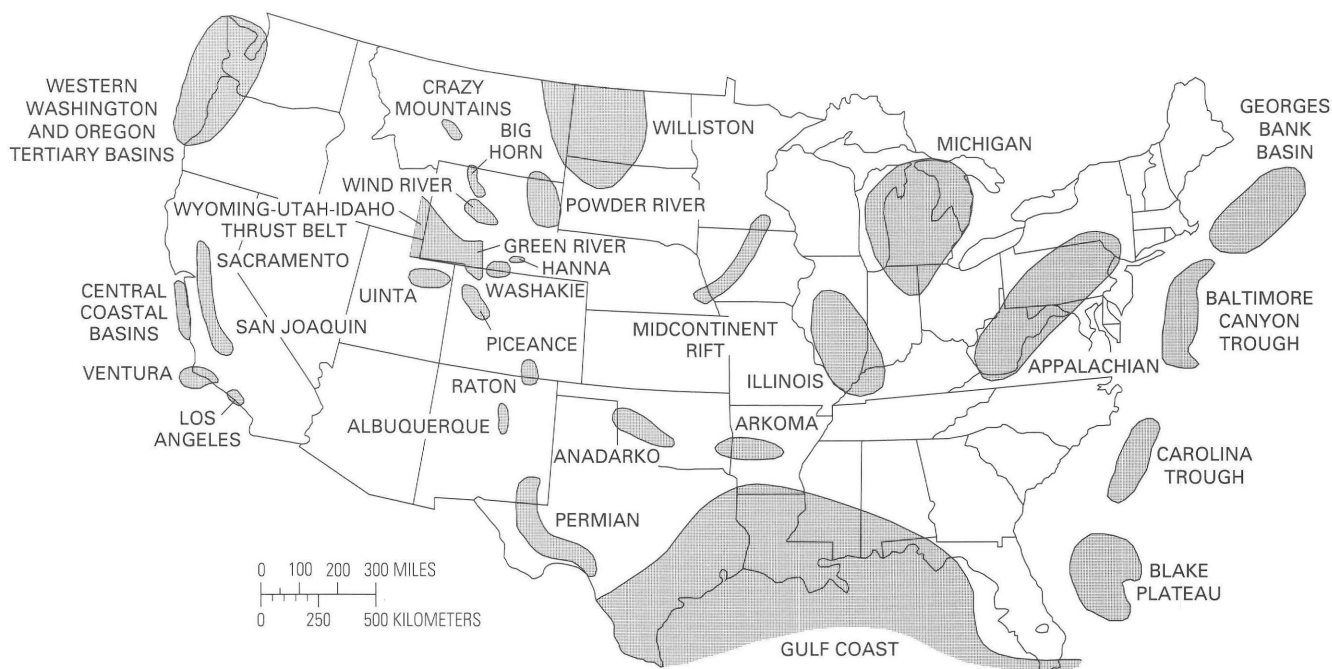 WESTERN
WASHINGTON
AND OREGON
TERTIARY BASINS
CRAZY
MOUNTAINS
BIG
HORN
WILLISTON
MICHIGAN
GEORGES
BANK
BASIN
WIND RIVER
WYOMING-UTAH-IDAHO
THRUST BELT
POWDER RIVER
SACRAMENTO
GREEN RIVER
HANNA
CENTRAL
COASTAL
BASINS
UINTA
WASHAKIE
BALTIMORE
CANYON
TROUGH
SAN JOAQUIN
MIDCONTINENT
RIFT
PICEANCE
VENTURA
RATON
ILLINOIS
APPALACHIAN
LOS
ANGELES
ALBUQUERQUE
ANADARKO
ARKOMA
CAROLINA
TROUGH
PERMIAN
0 100 200 300 MILES
0 250 500 KILOMETERS
BLAKE
PLATEAU
GULF COAST